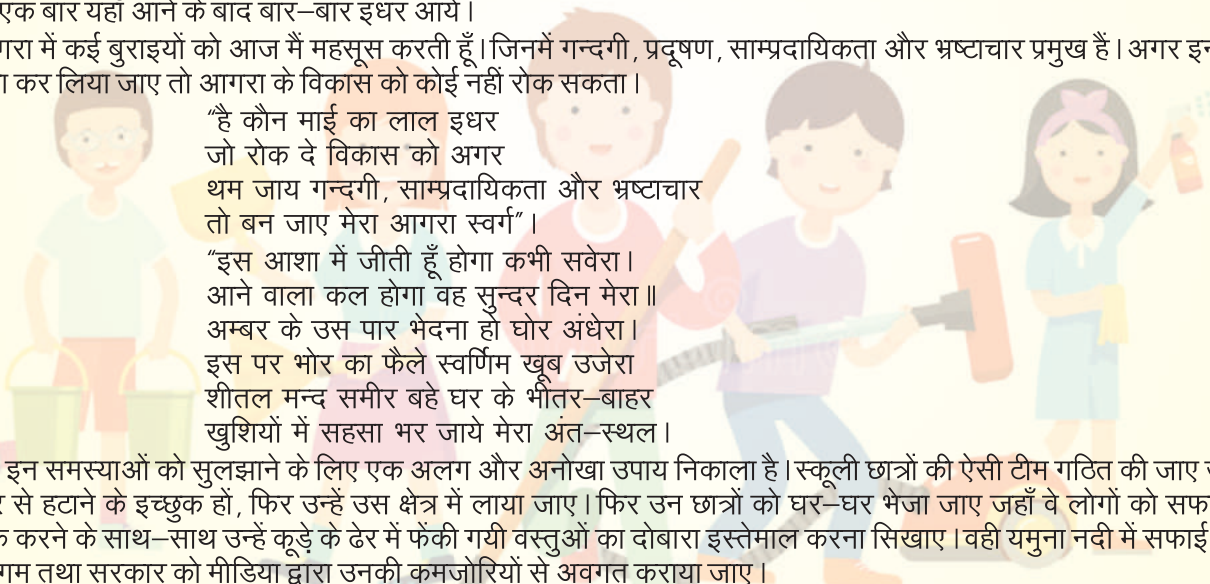 एक बार यहाँ आने के बाद बार–बार इधर आये।
गरा में कई बुराइयों को आज मैं महसूस करती हूँ। जिनमें गन्दगी, प्रदूषण, साम्प्रदायिकता और भ्रष्टाचार प्रमुख हैं। अगर इन
कर लिया जाए तो आगरा के विकास को कोई नहीं रोक सकता।
"है कौन माई का लाल इधर
जो रोक दे विकास को अगर
थम जाय गन्दगी, साम्प्रदायिकता और भ्रष्टाचार
तो बन जाए मेरा आगरा स्वर्ग"।
"इस आशा में जीती हूँ होगा कभी सवेरा।
आने वाला कल होगा वह सुन्दर दिन मेरा॥
अम्बर के उस पार भेदना हो घोर अंधेरा।
इस पर भोर का फैले स्वर्णिम खूब उजेरा
शीतल मन्द समीर बहे घर के भीतर–बाहर
खुशियों में सहसा भर जाये मेरा अंत–स्थल।
इन समस्याओं को सुलझाने के लिए एक अलग और अनोखा उपाय निकाला है। स्कूली छात्रों की ऐसी टीम गठित की जाए
से हटाने के इच्छुक हों, फिर उन्हें उस क्षेत्र में लाया जाए। फिर उन छात्रों को घर–घर भेजा जाए जहाँ वे लोगों को सफ
करने के साथ–साथ उन्हें कूड़े के ढेर में फेंकी गयी वस्तुओं का दोबारा इस्तेमाल करना सिखाए। वही यमुना नदी में सफाई
गम तथा सरकार को मीडिया द्वारा उनकी कमजोरियों से अवगत कराया जाए।